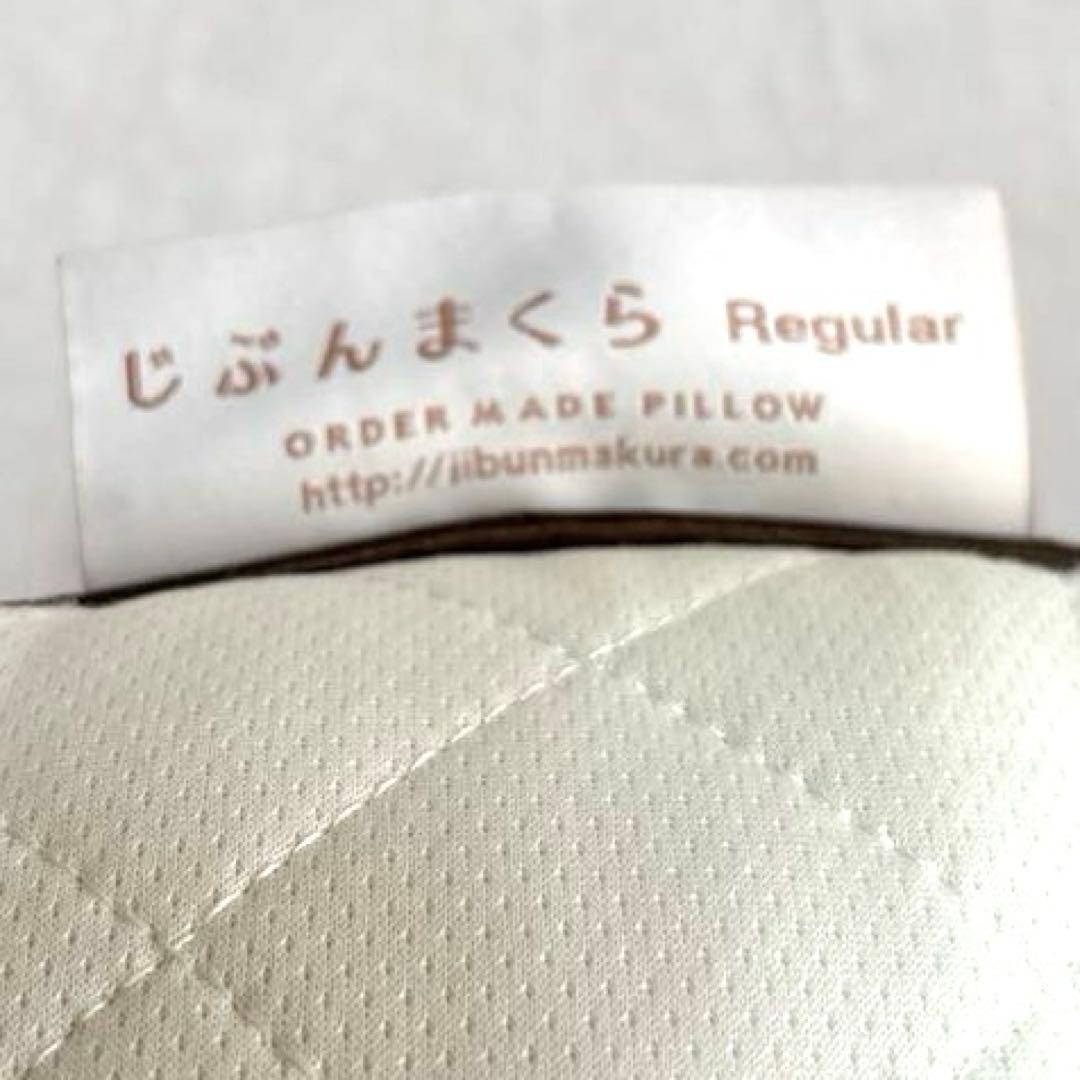 じぶんまくら Regular
ORDER MADE PILLOW
http://jibunmakura.com